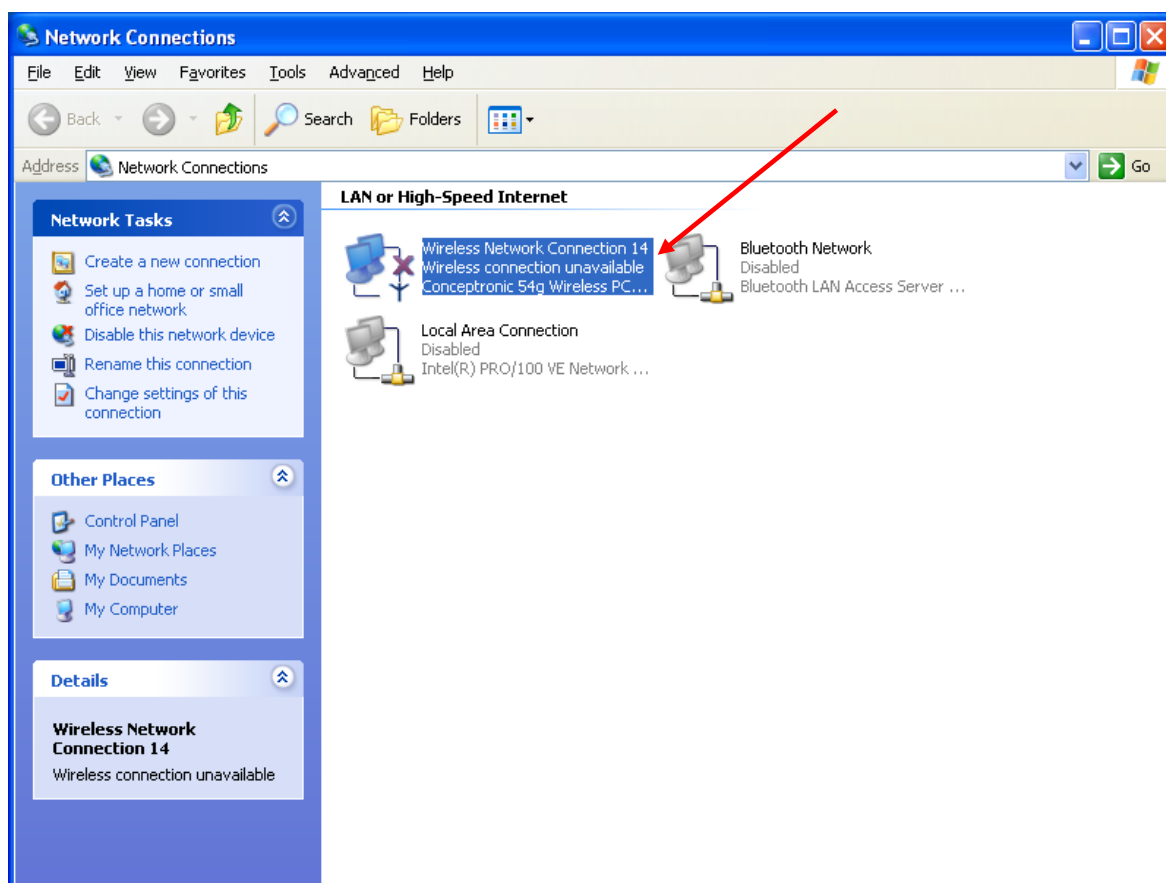 Network Connections
File Edit View Favorites Tools Advanced Help
Back Search Folders
Address Network Connections Go
Network Tasks
Create a new connection
Set up a home or small
office network
Disable this network device
Rename this connection
Change settings of this
connection
Other Places
Control Panel
My Network Places
My Documents
My Computer
Details
Wireless Network
Connection 14
Wireless connection unavailable
LAN or High-Speed Internet
Wireless Network Connection 14
Wireless connection unavailable
Conceptronic 54g Wireless PC...
Bluetooth Network
Disabled
Bluetooth LAN Access Server ...
Local Area Connection
Disabled
Intel(R) PRO/100 VE Network ...